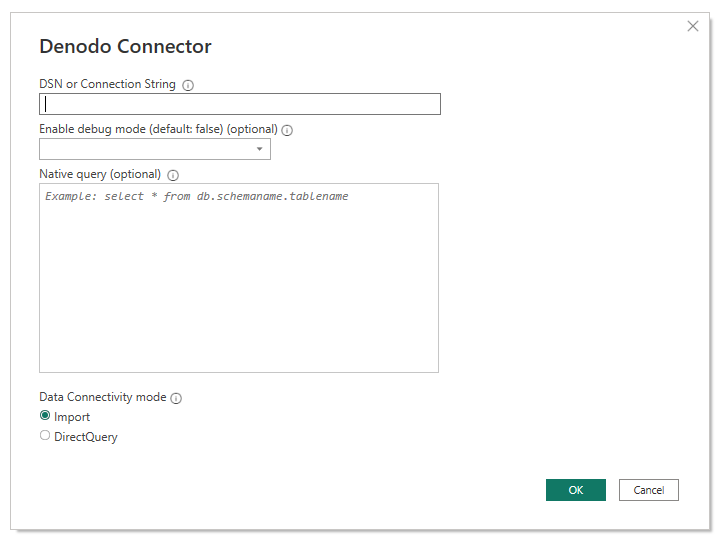 Denodo Connector
DSN or Connection String
Enable debug mode (default: false) (optional)
Native query (optional)
Example: select * from db.schemaname.tablename
Data Connectivity mode
Import
DirectQuery
OK
Cancel